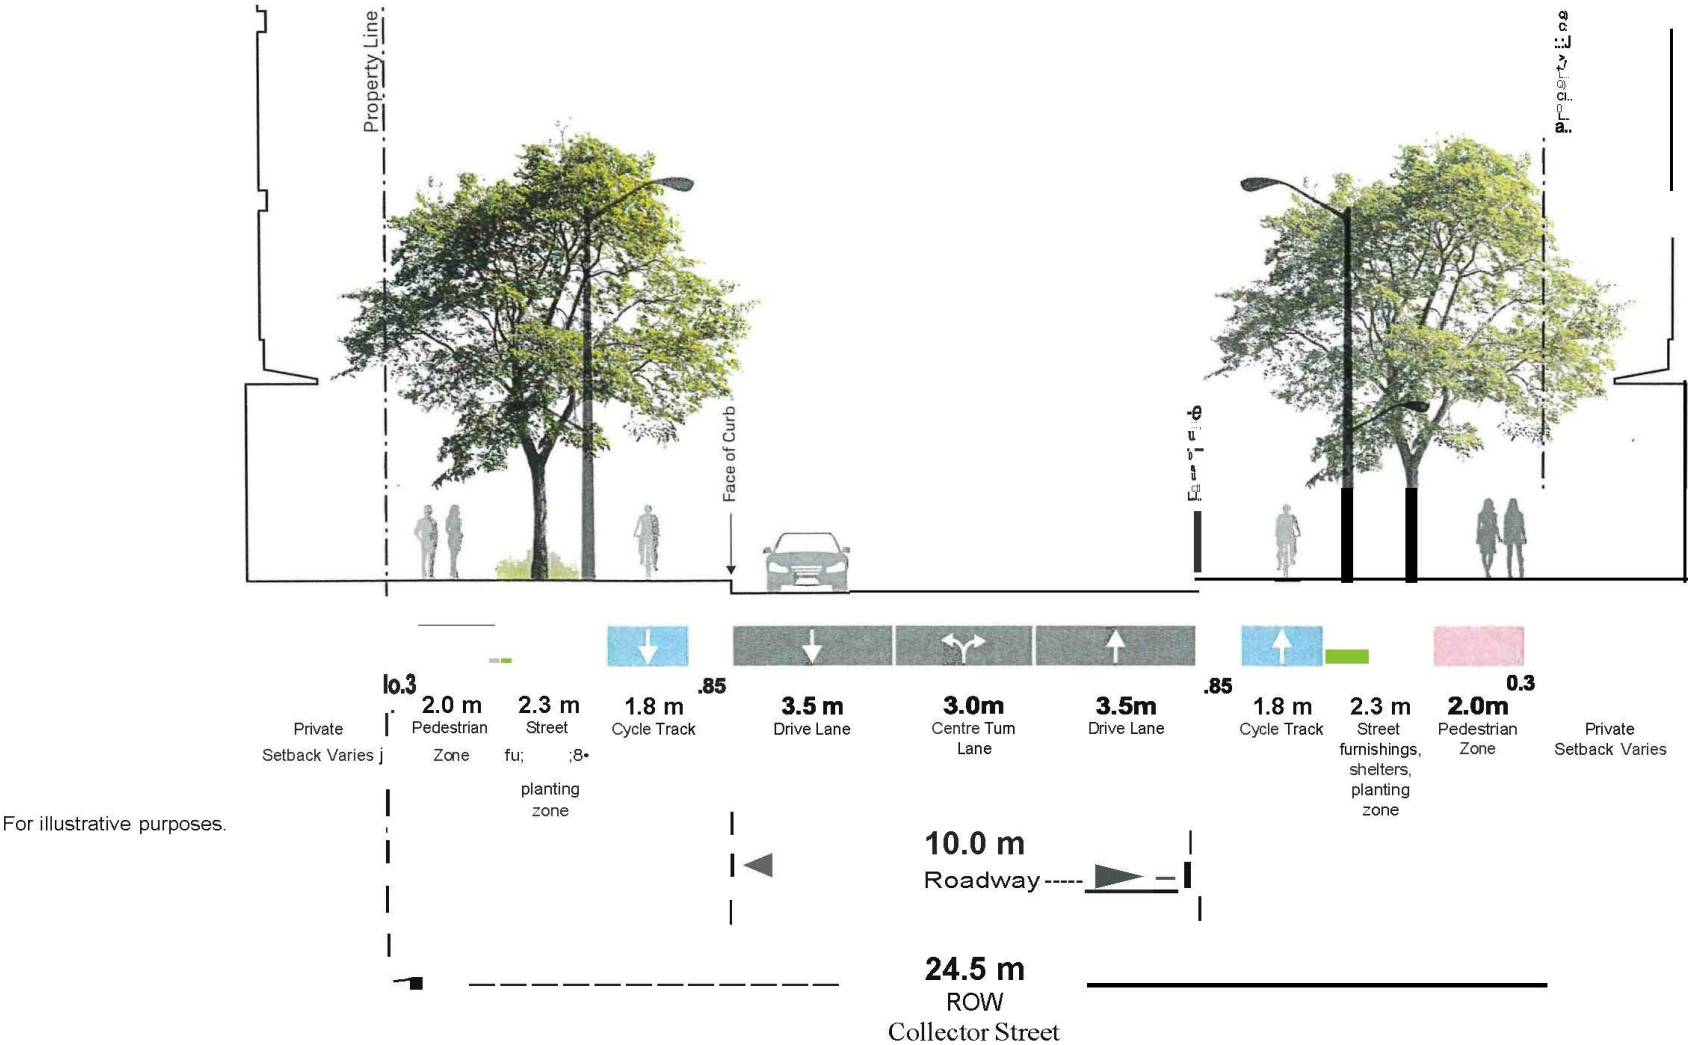 Property Line
Face of Curb
lo.3
2.0 m
Pedestrian
Zone
2.3 m
Street
fu; ;8•
planting
zone
1.8 m
Cycle Track
.85
3.5 m
Drive Lane
3.0m
Centre Turn
Lane
3.5m
Drive Lane
.85
1.8 m
Cycle Track
2.3 m
Street
furnishings,
shelters,
planting
zone
2.0m
Pedestrian
Zone
0.3
Private
Setback Varies
Private
Setback Varies
For illustrative purposes.
10.0 m
Roadway
24.5 m
ROW
Collector Street